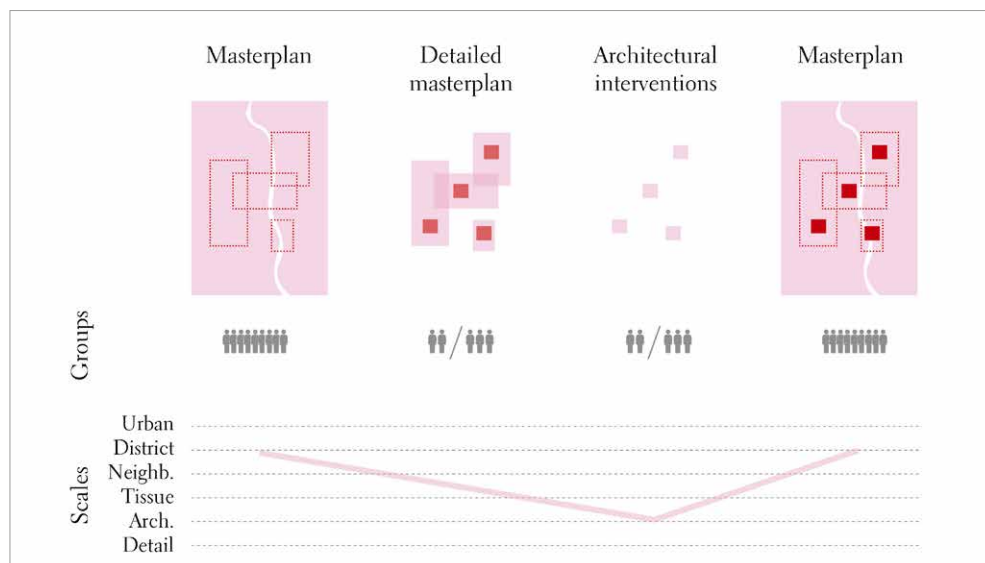 Masterplan
Detailed
masterplan
Architectural
interventions
Masterplan
Groups
Scales
Urban
District
Neighb.
Tissue
Arch.
Detail